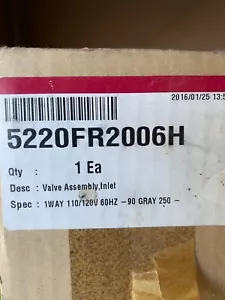 2016/01/25 13:5
5220FR2006H
Qty : 1 Ea
Desc : Valve Assembly,Inlet
Spec : 1WAY 110/120V 60HZ -90 GRAY 250 -